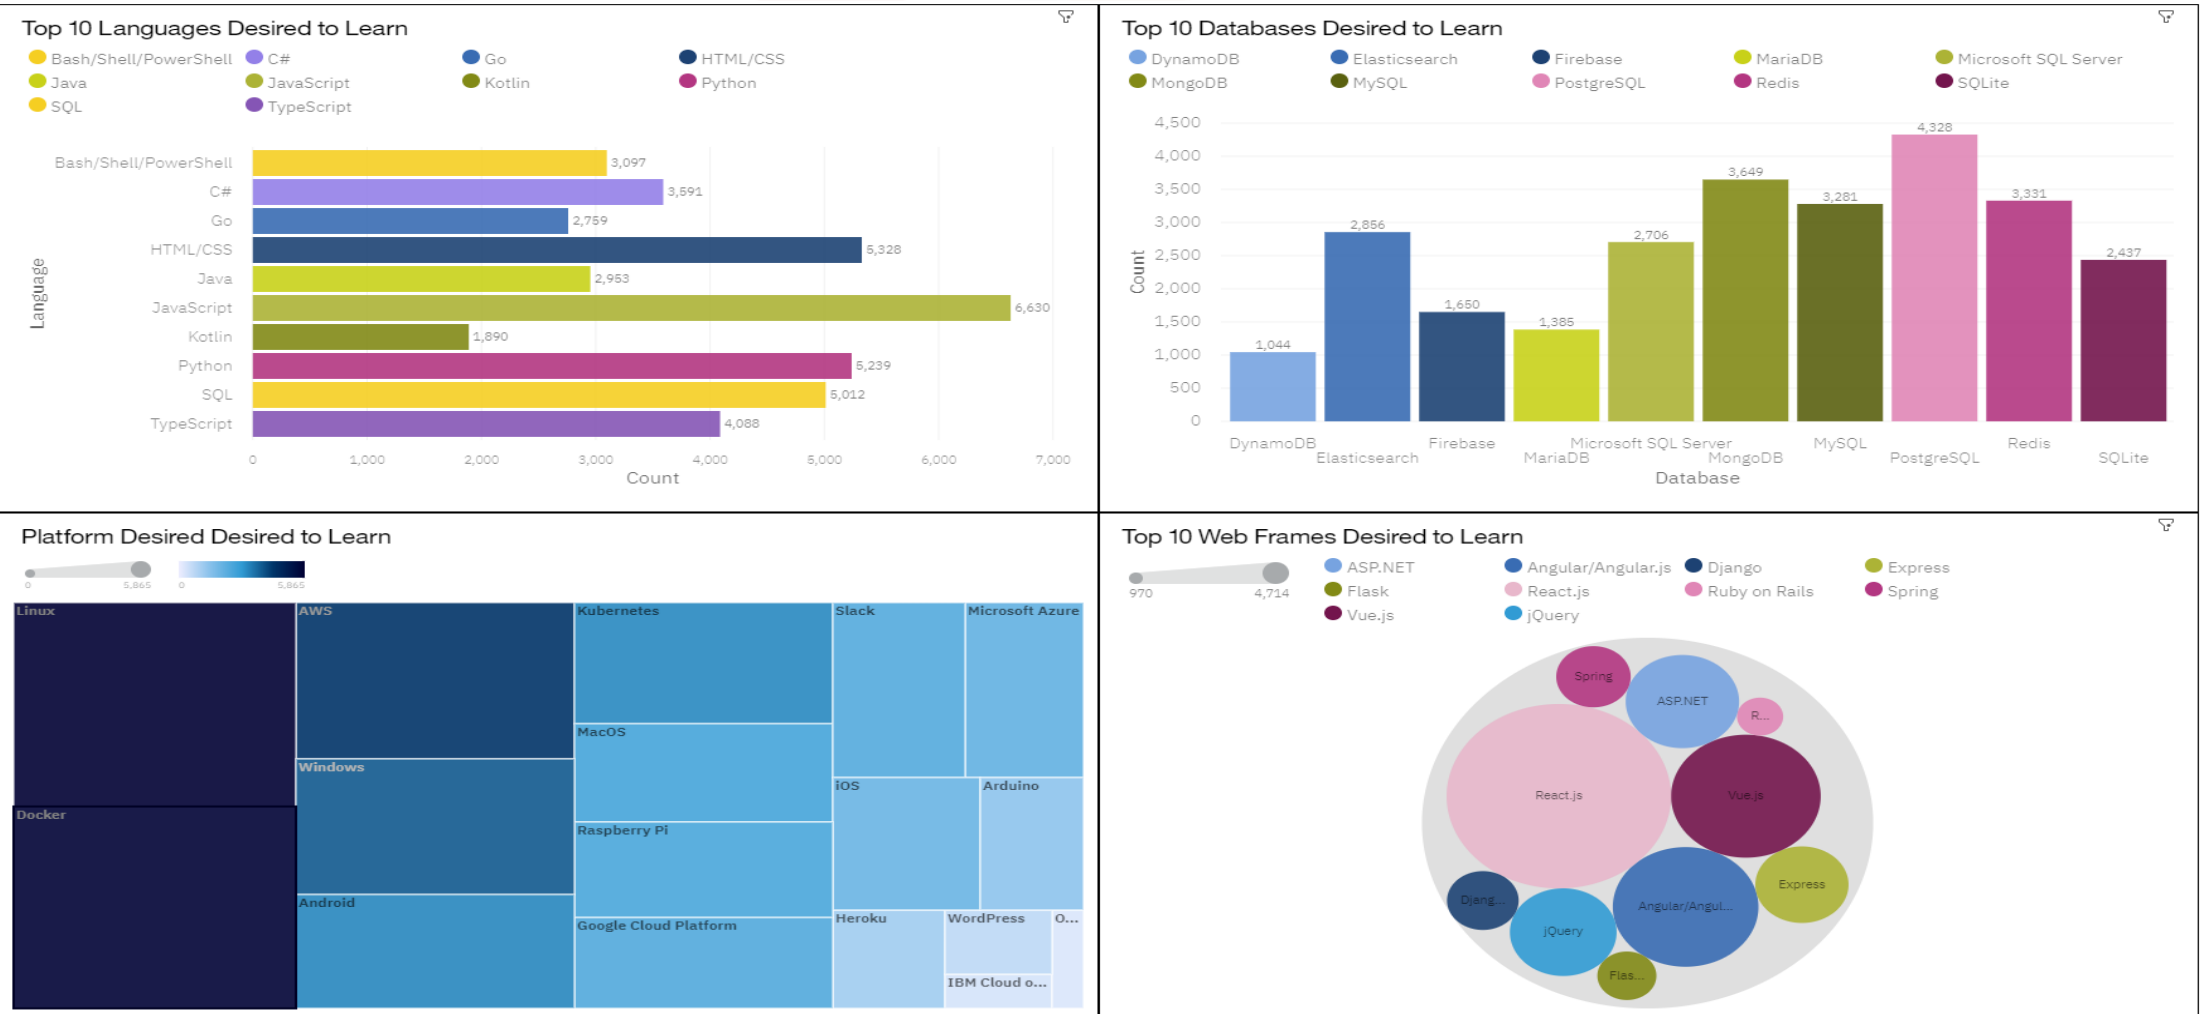 Top 10 Languages Desired to Learn
Bash/Shell/PowerShell C# Go HTML/CSS
Java JavaScript Kotlin Python
SQL TypeScript
Language
Bash/Shell/PowerShell 3,097
C# 3,591
Go 2,759
HTML/CSS 5,328
Java 2,953
JavaScript 6,630
Kotlin 1,890
Python 5,239
SQL 5,012
TypeScript 4,088
0 1,000 2,000 3,000 4,000 5,000 6,000 7,000
Count
Top 10 Databases Desired to Learn
DynamoDB Elasticsearch Firebase MariaDB Microsoft SQL Server
MongoDB MySQL PostgreSQL Redis SQLite
Count
4,500
4,000
3,500
3,000
2,500
2,000
1,500
1,000
500
0
1,044 2,856 1,650 1,385 2,706 3,649 3,281 4,328 3,331 2,437
DynamoDB Firebase Microsoft SQL Server MySQL Redis
Elasticsearch MariaDB MongoDB PostgreSQL SQLite
Database
Platform Desired Desired to Learn
0 5,865 0 5,865
Linux
Docker
AWS
Windows
Android
Kubernetes
MacOS
Raspberry Pi
Google Cloud Platform
Slack
Microsoft Azure
iOS
Arduino
Heroku
WordPress
O...
IBM Cloud o...
Top 10 Web Frames Desired to Learn
970 4,714
ASP.NET Angular/Angular.js Django Express
Flask React.js Ruby on Rails Spring
Vue.js jQuery
Spring
ASP.NET
R...
React.js
Vue.js
Express
Djang...
Angular/Angul...
jQuery
Flas...